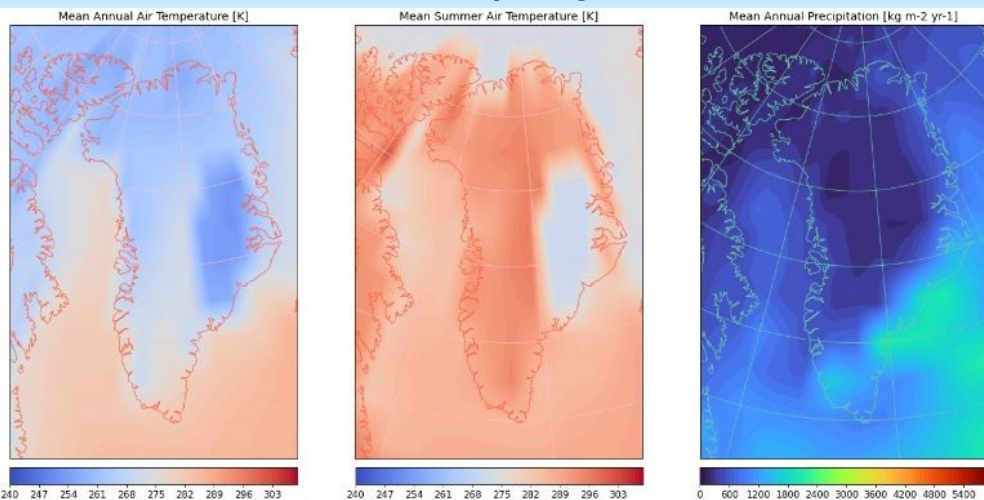 Mean Annual Air Temperature [K]
Mean Summer Air Temperature [K]
Mean Annual Precipitation [kg m-2 yr-1]
240 247 254 261 268 275 282 289 296 303
240 247 254 261 268 275 282 289 296 303
0 600 1200 1800 2400 3000 3600 4200 4800 5400